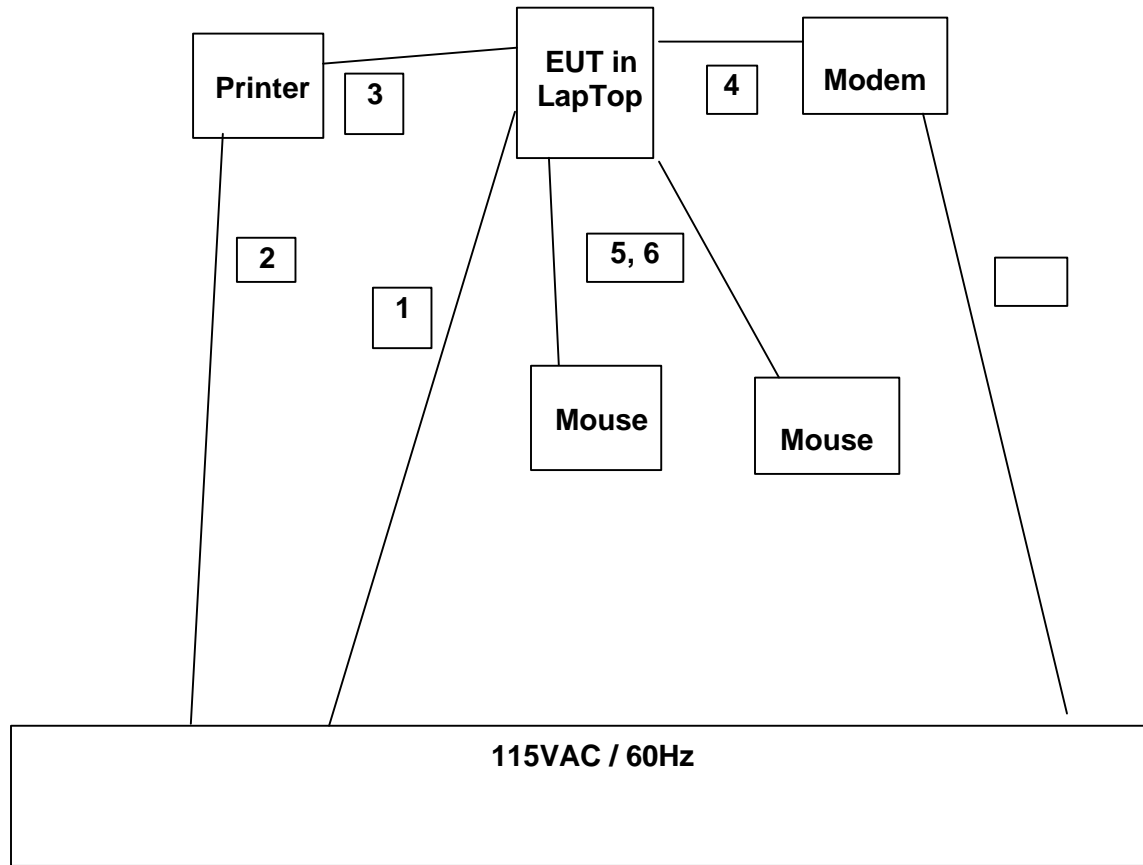 EUT in
LapTop
Printer
3
4
Modem
2
5, 6
1
Mouse
Mouse
115VAC / 60Hz